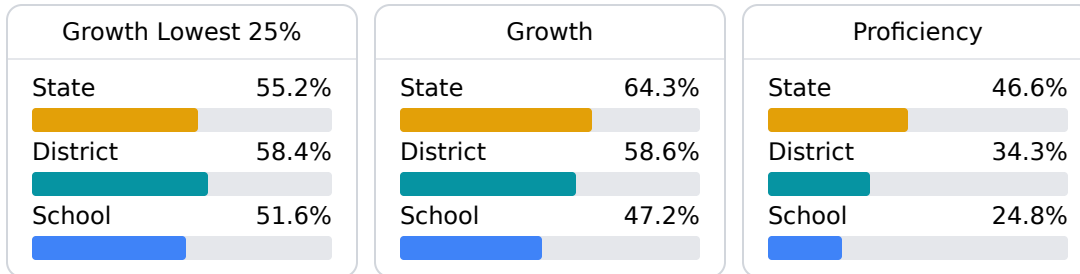 Growth Lowest 25%
State 55.2%
District 58.4%
School 51.6%
Growth
State 64.3%
District 58.6%
School 47.2%
Proficiency
State 46.6%
District 34.3%
School 24.8%